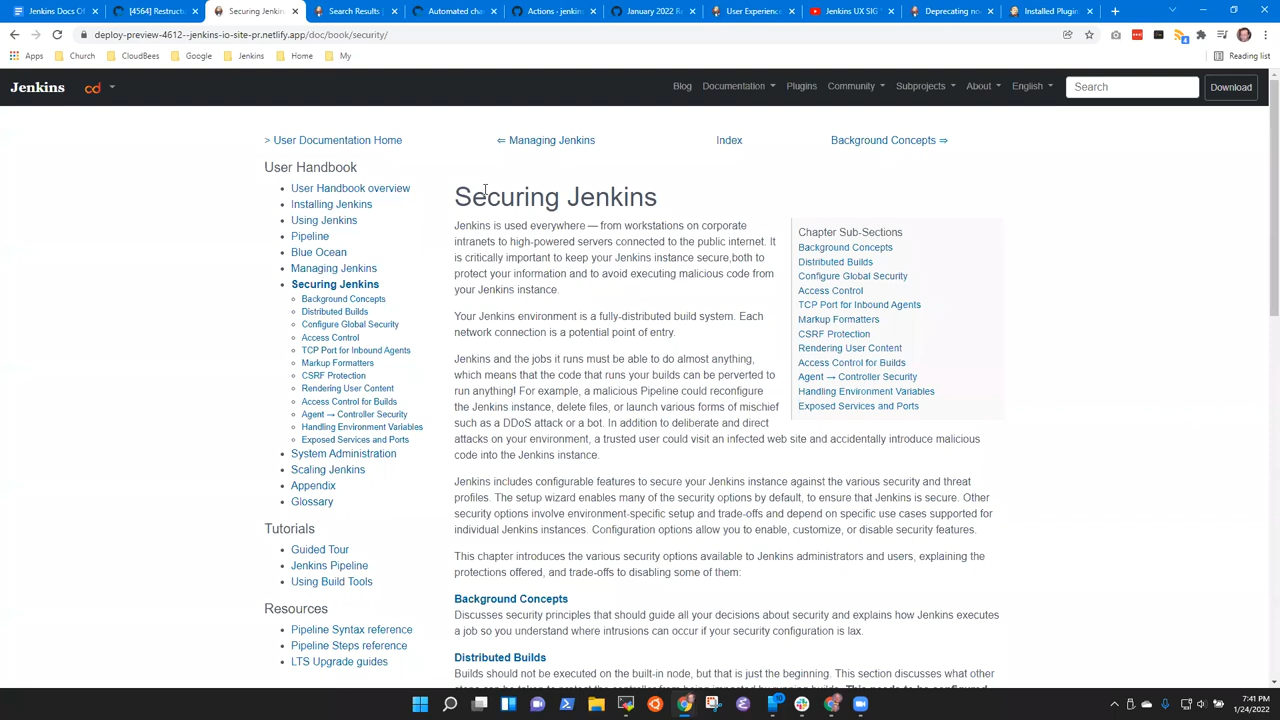 Jenkins Docs Of
[4564] Restructu
Securing Jenkins
Search Results |
Automated cha
Actions · jenkin
January 2022 Re
User Experience
Jenkins UX SIG
Deprecating no
Installed Plugin
deploy-preview-4612--jenkins-io-site-pr.netlify.app/doc/book/security/
Apps Church CloudBees Google Jenkins Home My Reading list
Jenkins cd Blog Documentation Plugins Community Subprojects About English Search Download
> User Documentation Home ⇐ Managing Jenkins Index Background Concepts ⇒
User Handbook
User Handbook overview
Installing Jenkins
Using Jenkins
Pipeline
Blue Ocean
Managing Jenkins
Securing Jenkins
Background Concepts
Distributed Builds
Configure Global Security
Access Control
TCP Port for Inbound Agents
Markup Formatters
CSRF Protection
Rendering User Content
Access Control for Builds
Agent → Controller Security
Handling Environment Variables
Exposed Services and Ports
System Administration
Scaling Jenkins
Appendix
Glossary
Tutorials
Guided Tour
Jenkins Pipeline
Using Build Tools
Resources
Pipeline Syntax reference
Pipeline Steps reference
LTS Upgrade guides
Securing Jenkins
Jenkins is used everywhere — from workstations on corporate
intranets to high-powered servers connected to the public internet. It
is critically important to keep your Jenkins instance secure,both to
protect your information and to avoid executing malicious code from
your Jenkins instance.
Your Jenkins environment is a fully-distributed build system. Each
network connection is a potential point of entry.
Jenkins and the jobs it runs must be able to do almost anything,
which means that the code that runs your builds can be perverted to
run anything! For example, a malicious Pipeline could reconfigure
the Jenkins instance, delete files, or launch various forms of mischief
such as a DDoS attack or a bot. In addition to deliberate and direct
attacks on your environment, a trusted user could visit an infected web site and accidentally introduce malicious
code into the Jenkins instance.
Jenkins includes configurable features to secure your Jenkins instance against the various security and threat
profiles. The setup wizard enables many of the security options by default, to ensure that Jenkins is secure. Other
security options involve environment-specific setup and trade-offs and depend on specific use cases supported for
individual Jenkins instances. Configuration options allow you to enable, customize, or disable security features.
This chapter introduces the various security options available to Jenkins administrators and users, explaining the
protections offered, and trade-offs to disabling some of them:
Background Concepts
Discusses security principles that should guide all your decisions about security and explains how Jenkins executes
a job so you understand where intrusions can occur if your security configuration is lax.
Distributed Builds
Builds should not be executed on the built-in node, but that is just the beginning. This section discusses what other
Chapter Sub-Sections
Background Concepts
Distributed Builds
Configure Global Security
Access Control
TCP Port for Inbound Agents
Markup Formatters
CSRF Protection
Rendering User Content
Access Control for Builds
Agent → Controller Security
Handling Environment Variables
Exposed Services and Ports
7:41 PM
1/24/2022